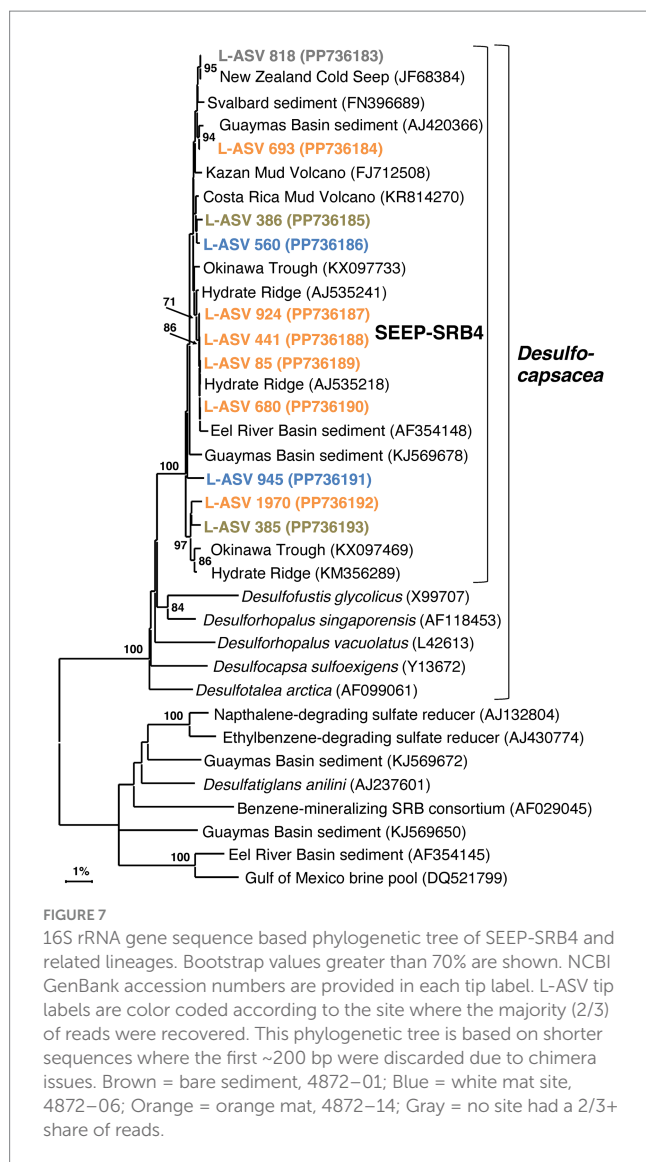 L-ASV 818 (PP736183)
95
New Zealand Cold Seep (JF68384)
Svalbard sediment (FN396689)
Guaymas Basin sediment (AJ420366)
94
L-ASV 693 (PP736184)
Kazan Mud Volcano (FJ712508)
Costa Rica Mud Volcano (KR814270)
L-ASV 386 (PP736185)
L-ASV 560 (PP736186)
Okinawa Trough (KX097733)
Hydrate Ridge (AJ535241)
71
L-ASV 924 (PP736187)
86
L-ASV 441 (PP736188)
SEEP-SRB4
Desulfo-
capsacea
L-ASV 85 (PP736189)
Hydrate Ridge (AJ535218)
L-ASV 680 (PP736190)
Eel River Basin sediment (AF354148)
Guaymas Basin sediment (KJ569678)
100
L-ASV 945 (PP736191)
L-ASV 1970 (PP736192)
L-ASV 385 (PP736193)
97
Okinawa Trough (KX097469)
86
Hydrate Ridge (KM356289)
Desulfofustis glycolicus (X99707)
84
Desulforhopalus singaporensis (AF118453)
Desulforhopalus vacuolatus (L42613)
100
Desulfocapsa sulfoexigens (Y13672)
Desulfotalea arctica (AF099061)
100
Napthalene-degrading sulfate reducer (AJ132804)
Ethylbenzene-degrading sulfate reducer (AJ430774)
Guaymas Basin sediment (KJ569672)
Desulfatiglans anilini (AJ237601)
Benzene-mineralizing SRB consortium (AF029045)
Guaymas Basin sediment (KJ569650)
100
Eel River Basin sediment (AF354145)
Gulf of Mexico brine pool (DQ521799)
1%
FIGURE 7
16S rRNA gene sequence based phylogenetic tree of SEEP-SRB4 and
related lineages. Bootstrap values greater than 70% are shown. NCBI
GenBank accession numbers are provided in each tip label. L-ASV tip
labels are color coded according to the site where the majority (2/3)
of reads were recovered. This phylogenetic tree is based on shorter
sequences where the first ~200 bp were discarded due to chimera
issues. Brown = bare sediment, 4872–01; Blue = white mat site,
4872–06; Orange = orange mat, 4872–14; Gray = no site had a 2/3+
share of reads.